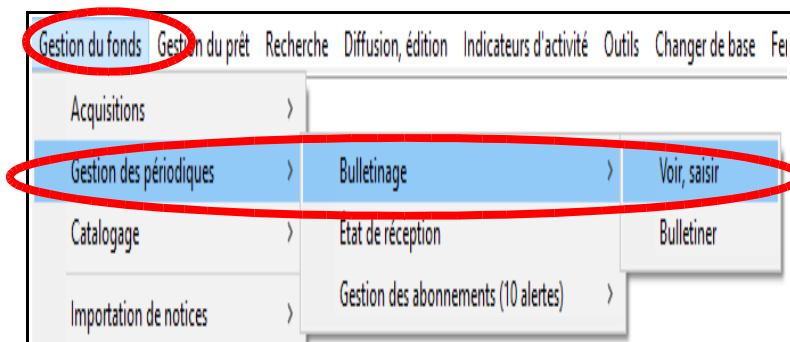 Gestion du fonds Gestion du prêt Recherche Diffusion, édition Indicateurs d'activité Outils Changer de base
Acquisitions
Gestion des périodiques Bulletinage Voir, saisir
Catalogage État de réception Bulletiner
Importation de notices Gestion des abonnements (10 alertes)